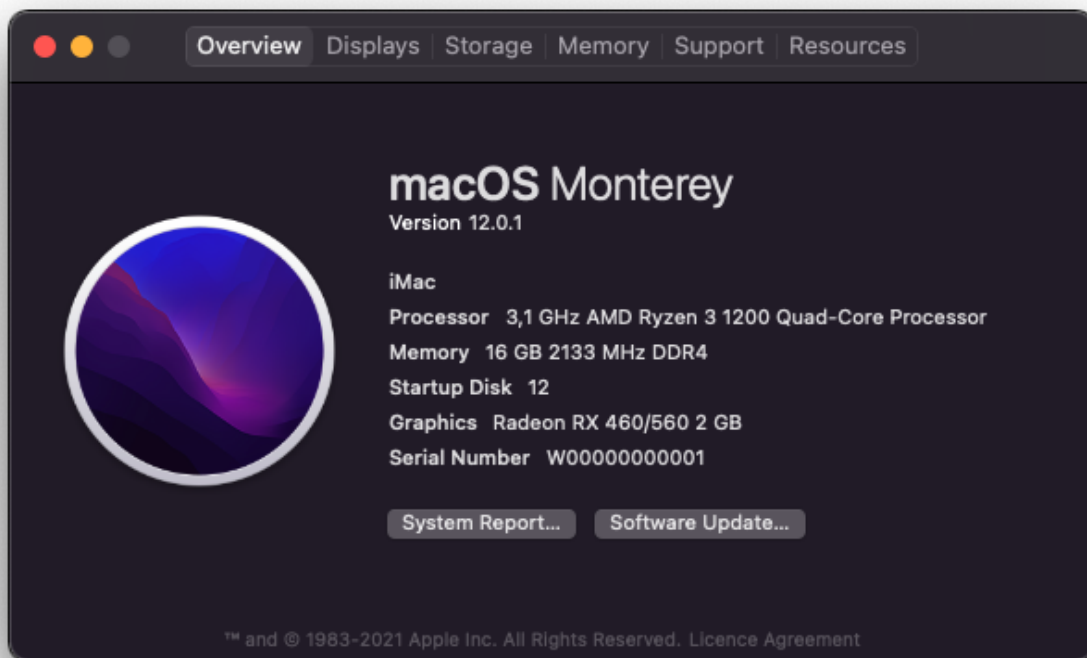 Overview Displays Storage Memory Support Resources
macOS Monterey
Version 12.0.1
iMac
Processor 3,1 GHz AMD Ryzen 3 1200 Quad-Core Processor
Memory 16 GB 2133 MHz DDR4
Startup Disk 12
Graphics Radeon RX 460/560 2 GB
Serial Number W00000000001
System Report... Software Update...
™ and © 1983-2021 Apple Inc. All Rights Reserved. Licence Agreement